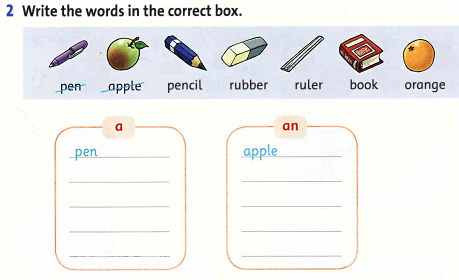 2 Write the words in the correct box.
pen apple pencil rubber ruler book orange
a an
pen apple